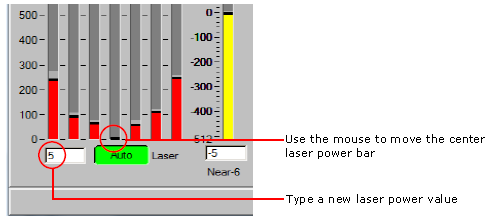 500-
400-
300-
200-
100-
0-
0-
-100-
-200-
-300-
-400-
512
5
Auto
Laser
-5
Near-6
Use the mouse to move the center
laser power bar
Type a new laser power value